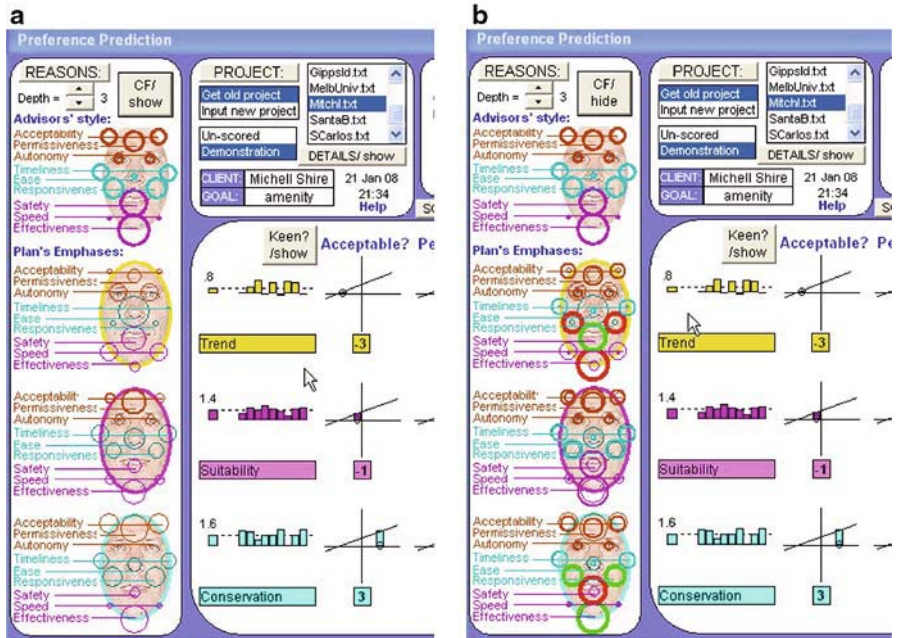 a
Preference Prediction
REASONS:
CF/
show
Depth = 3
Advisors' style:
Acceptability
Permissiveness
Autonomy
Timeliness
Ease
Responsivenes
Safety
Speed
Effectiveness
Plan's Emphases:
Acceptability
Permissiveness
Autonomy
Timeliness
Ease
Responsivenes
Safety
Speed
Effectiveness
Acceptabilit
Permissiveness
Autonomy
Timeliness
Ease
Responsivenes
Safety
Speed
Effectiveness
Acceptability
Permissiveness
Autonomy
Timeliness
Ease
Responsivenes
Safety
Speed
Effectiveness
PROJECT:
Get old project
Input new project
Un-scored
Demonstration
Gippsld.txt
MelbUniv.txt
Mitchl.txt
SantaB.txt
SCarlos.txt
DETAILS/ show
CLIENT: Michell Shire
GOAL: amenity
21 Jan 08
21:34
Help
Keen?
/show
Acceptable? Pe
.8
Trend -3
1.4
Suitability -1
1.6
Conservation 3
b
Preference Prediction
REASONS:
CF/
hide
Depth = 3
Advisors' style:
Acceptability
Permissiveness
Autonomy
Timeliness
Ease
Responsivenes
Safety
Speed
Effectiveness
Plan's Emphases:
Acceptability
Permissiveness
Autonomy
Timeliness
Ease
Responsivenes
Safety
Speed
Effectiveness
Acceptability
Permissiveness
Autonomy
Timeliness
Ease
Responsivenes
Safety
Speed
Effectiveness
Acceptability
Permissiveness
Autonomy
Timeliness
Ease
Responsivenes
Safety
Speed
Effectiveness
PROJECT:
Get old project
Input new project
Un-scored
Demonstration
Gippsld.txt
MelbUniv.txt
Mitchl.txt
SantaB.txt
SCarlos.txt
DETAILS/ show
CLIENT: Michell Shire
GOAL: amenity
21 Jan 08
21:34
Help
Keen?
/show
Acceptable? Pe
.8
Trend -3
1.4
Suitability -1
1.6
Conservation 3